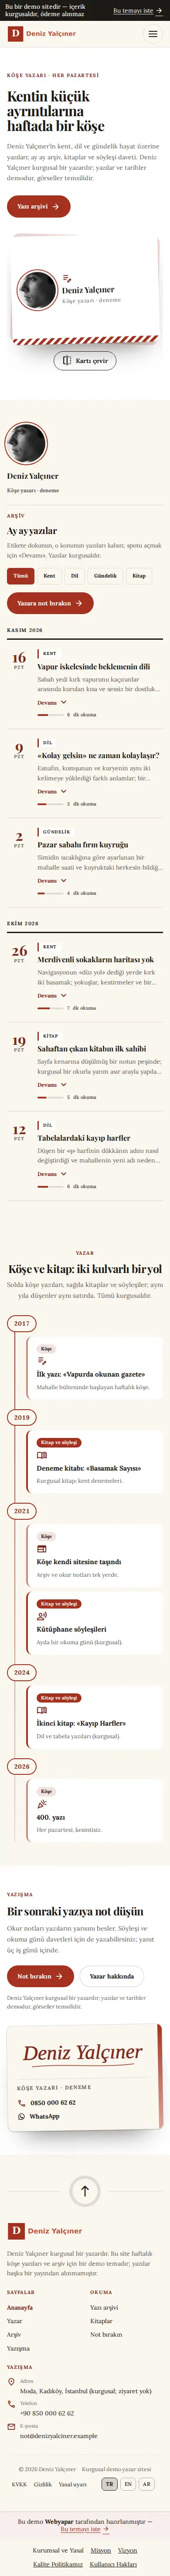 Bu bir demo sitedir — içerik
kurgusaldır, ödeme alınmaz
Bu temayı iste →
D Deniz Yalçıner
KÖŞE YAZARI · HER PAZARTESİ
Kentin küçük
ayrıntılarına
haftada bir köşe
Deniz Yalçıner'in kent, dil ve gündelik hayat üzerine
yazıları; ay ay arşiv, kitaplar ve söyleşi daveti. Deniz
Yalçıner kurgusal bir yazardır; yazılar ve tarihler
demodur, görseller temsilîdir.
Yazı arşivi →
Deniz Yalçıner
Köşe yazarı · deneme
Kartı çevir
Deniz Yalçıner
Köşe yazarı · deneme
ARŞİV
Ay ay yazılar
Etikete dokunun, o konunun yazıları kalsın; spotu açmak
için «Devamı». Yazılar kurgusaldır.
Tümü
Kent
Dil
Gündelik
Kitap
Yazara not bırakın →
KASIM 2026
16
PZT
KENT
Vapur iskelesinde beklemenin dili
Sabah yedi kırk vapurunu kaçıranlar
arasında kurulan kısa ve sessiz bir dostluk…
Devamı
6 dk okuma
9
PZT
DİL
«Kolay gelsin» ne zaman kolaylaşır?
Esnafın, komşunun ve kuryenin aynı iki
kelimeye yüklediği farklı anlamlar; bir…
Devamı
5 dk okuma
2
PZT
GÜNDELİK
Pazar sabahı fırın kuyruğu
Simidin sıcaklığına göre ayarlanan bir
mahalle saati ve kuyruktaki herkesin bildiğ…
Devamı
4 dk okuma
EKİM 2026
26
PZT
KENT
Merdivenli sokakların haritası yok
Navigasyonun «düz yol» dediği yerde kırk
iki basamak; yokuşlar, kestirmeler ve bir…
Devamı
7 dk okuma
19
PZT
KİTAP
Sahaftan çıkan kitabın ilk sahibi
Sayfa kenarına düşülmüş bir notun peşinde;
kurgusal bir okurla yarım asır arayla yapıla…
Devamı
5 dk okuma
12
PZT
DİL
Tabelalardaki kayıp harfler
Düşen bir «ş» harfinin dükkânın adını nasıl
değiştirdiği ve mahallenin yeni adı neden…
Devamı
6 dk okuma
YAZAR
Köşe ve kitap: iki kulvarlı bir yol
Solda köşe yazıları, sağda kitaplar ve söyleşiler; aynı
yıla düşenler aynı satırda. Tümü kurgusaldır.
2017
Köşe
İlk yazı: «Vapurda okunan gazete»
Mahalle bülteninde başlayan haftalık köşe.
2019
Kitap ve söyleşi
Deneme kitabı: «Basamak Sayısı»
Kurgusal kitap; kent denemeleri.
2021
Köşe
Köşe kendi sitesine taşındı
Arşiv ve okur notları tek yerde.
Kitap ve söyleşi
Kütüphane söyleşileri
Ayda bir okuma günü (kurgusal).
2024
Kitap ve söyleşi
İkinci kitap: «Kayıp Harfler»
Dil ve tabela yazıları (kurgusal).
2026
Köşe
400. yazı
Her pazartesi, kesintisiz.
YAZIŞMA
Bir sonraki yazıya not düşün
Okur notları yazıların yarısını besler. Söyleşi ve
okuma günü davetleri için kısaca yazın; yanıt, üç
iş günü içinde.
Not bırakın →
Yazar hakkında
Deniz Yalçıner kurgusal bir yazardır; yazılar ve tarihler
demodur, görseller temsilîdir.
Deniz Yalçıner
KÖŞE YAZARI · DENEME
0850 000 62 62
WhatsApp
D Deniz Yalçıner
Deniz Yalçıner kurgusal bir yazardır. Bu site haftalık
köşe yazıları ve arşiv için bir demo temadır; yazılar
başka bir yayından alınmamıştır.
SAYFALAR
OKUMA
Anasayfa
Yazı arşivi
Yazar
Kitaplar
Arşiv
Not bırakın
Yazışma
YAZIŞMA
Adres
Moda, Kadıköy, İstanbul (kurgusal; ziyaret yok)
Telefon
+90 850 000 62 62
E-posta
not@denizyalciner.example
© 2026 Deniz Yalçıner Kurgusal demo yazar sitesi
KVKK Gizlilik Yasal uyarı
TR EN AR
Bu demo Webyapar tarafından hazırlanmıştır —
Bu temayı iste →
Kurumsal ve Yasal Misyon Vizyon
Kalite Politikamız Kullanıcı Hakları